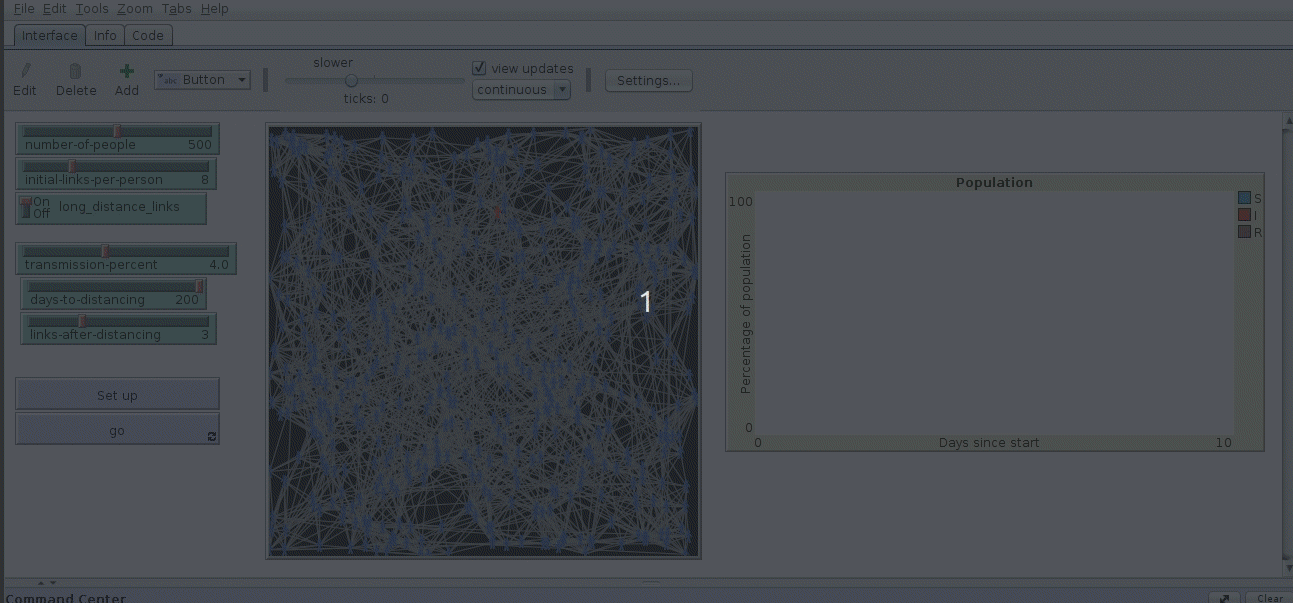 File Edit Tools Zoom Tabs Help
Interface Info Code
Edit Delete Add abc Button slower ticks: 0 view updates continuous Settings...
number-of-people 500
initial-links-per-person 8
On Off long_distance_links
transmission-percent 4.0
days-to-distancing 200
links-after-distancing 3
Set up
go
1
Population
100
Percentage of population
0
0 Days since start 10
S
I
R
Command Center Clear